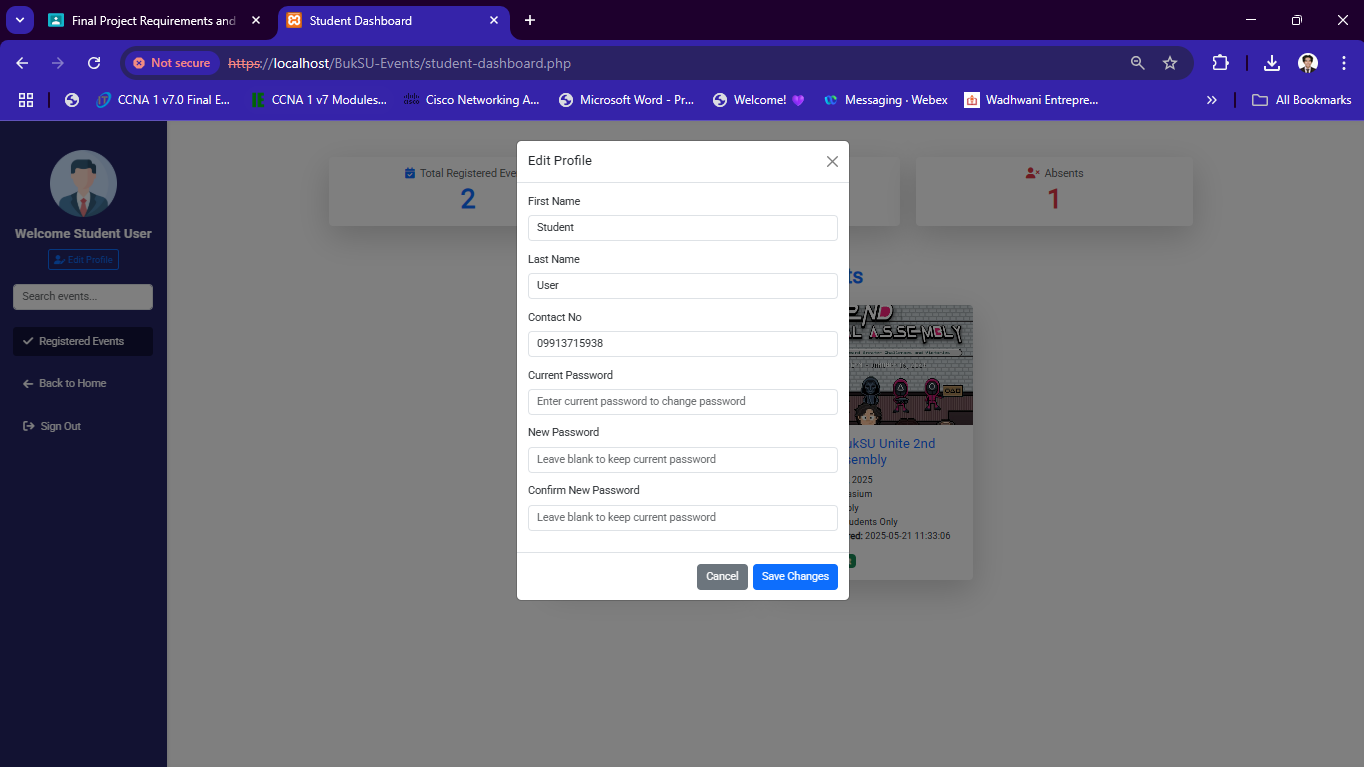 Final Project Requirements and
Student Dashboard
Not secure
https://localhost/BukSU-Events/student-dashboard.php
CCNA 1 v7.0 Final E...
CCNA 1 v7 Modules...
Cisco Networking A...
Microsoft Word - Pr...
Welcome! 💜
Messaging · Webex
Wadhwani Entrepre...
All Bookmarks
Welcome Student User
Edit Profile
Search events...
Registered Events
Back to Home
Sign Out
Total Registered Eve
2
Absents
1
ts
ND
L ASSEMBLY
ukSU Unite 2nd
sembly
2025
asium
bly
udents Only
red: 2025-05-21 11:33:06
Edit Profile
First Name
Student
Last Name
User
Contact No
09913715938
Current Password
Enter current password to change password
New Password
Leave blank to keep current password
Confirm New Password
Leave blank to keep current password
Cancel
Save Changes